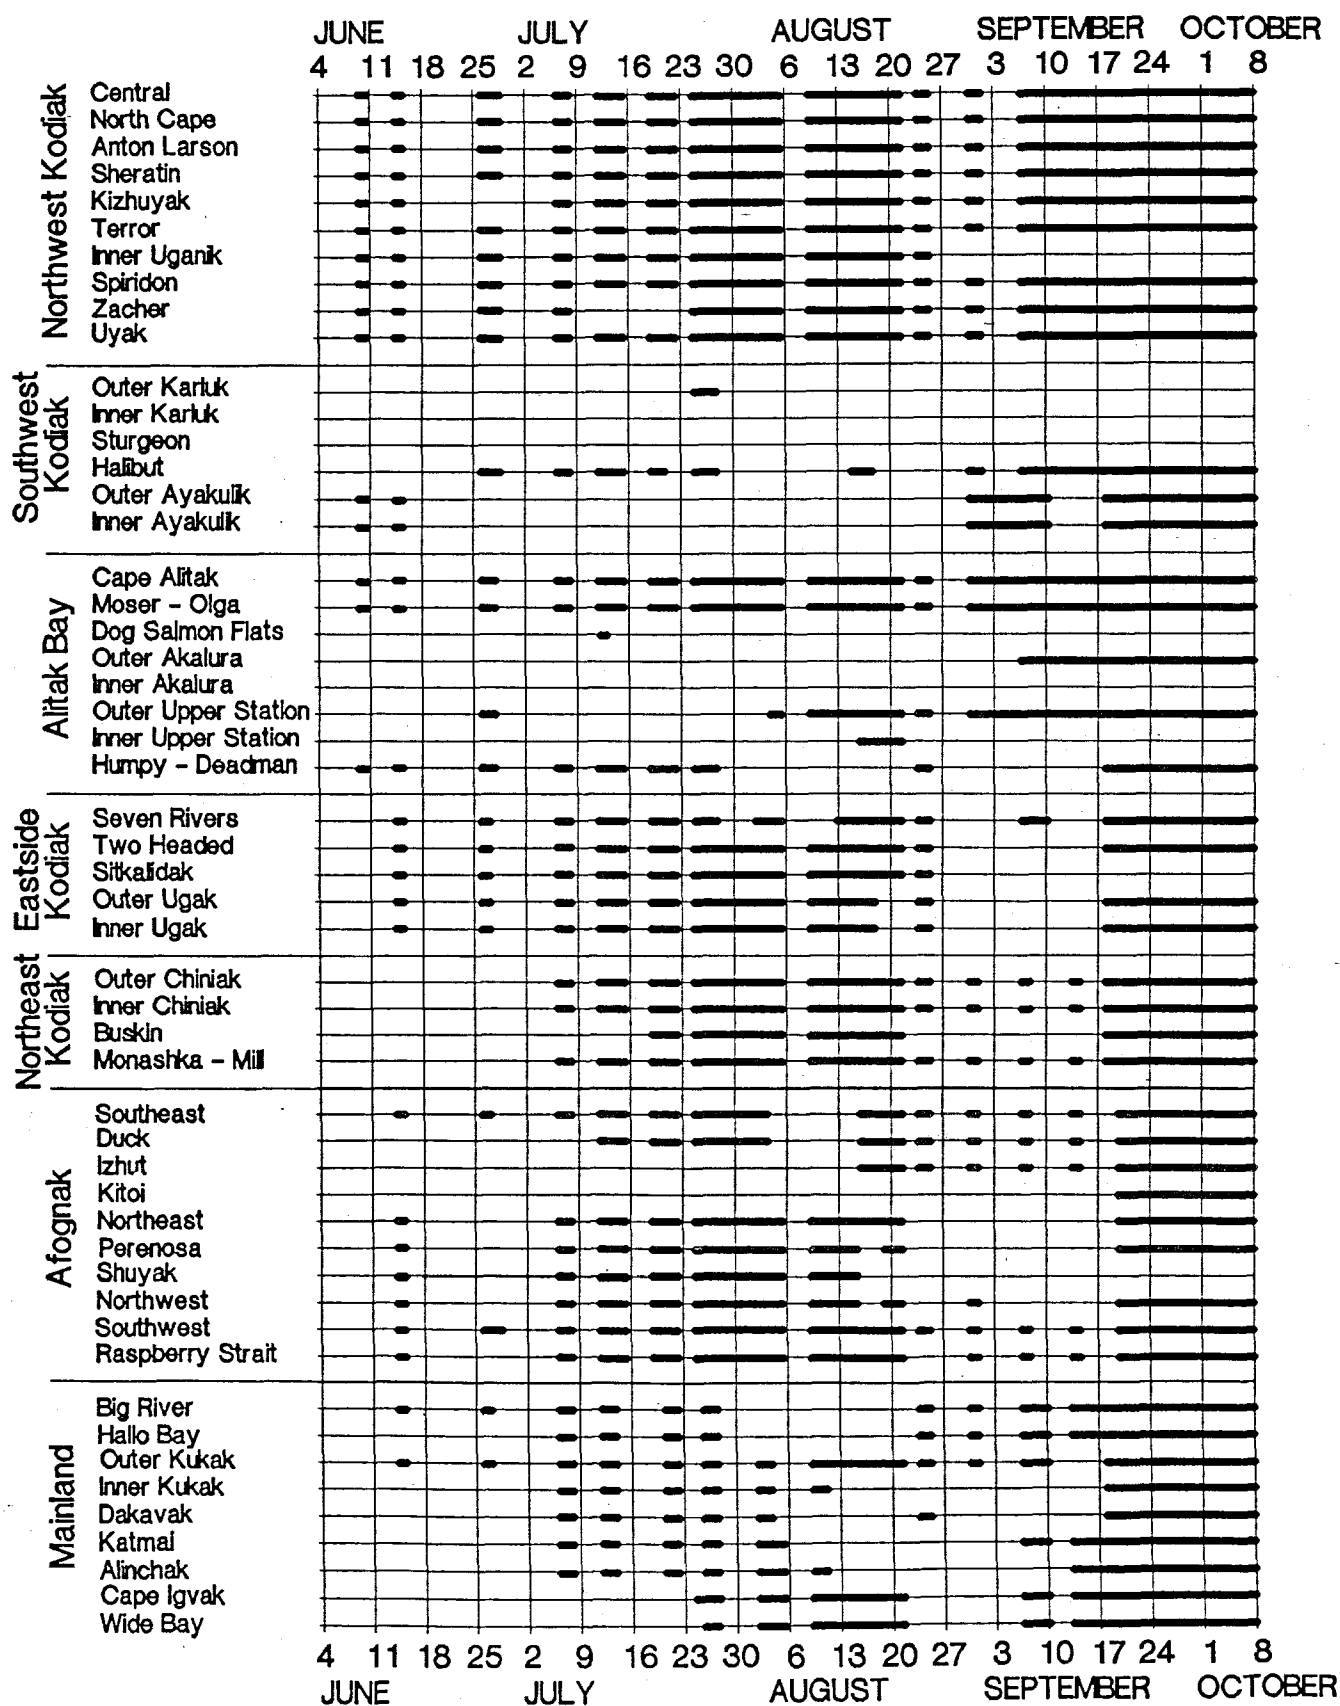 JUNE JULY AUGUST SEPTEMBER OCTOBER
4 11 18 25 2 9 16 23 30 6 13 20 27 3 10 17 24 1 8
Northwest Kodiak
Central
North Cape
Anton Larson
Sheratin
Kizhuyak
Terror
Inner Uganik
Spiridon
Zacher
Uyak
Southwest
Kodiak
Outer Karluk
Inner Karluk
Sturgeon
Halibut
Outer Ayakulik
Inner Ayakulik
Alitak Bay
Cape Alitak
Moser - Olga
Dog Salmon Flats
Outer Akalura
Inner Akalura
Outer Upper Station
Inner Upper Station
Humpy - Deadman
Eastside
Kodiak
Seven Rivers
Two Headed
Sitkalidak
Outer Ugak
Inner Ugak
Northeast
Kodiak
Outer Chiniak
Inner Chiniak
Buskin
Monashka - Mill
Afognak
Southeast
Duck
Izhut
Kitoi
Northeast
Perenosa
Shuyak
Northwest
Southwest
Raspberry Strait
Mainland
Big River
Hallo Bay
Outer Kukak
Inner Kukak
Dakavak
Katmai
Alinchak
Cape Igvak
Wide Bay
4 11 18 25 2 9 16 23 30 6 13 20 27 3 10 17 24 1 8
JUNE JULY AUGUST SEPTEMBER OCTOBER